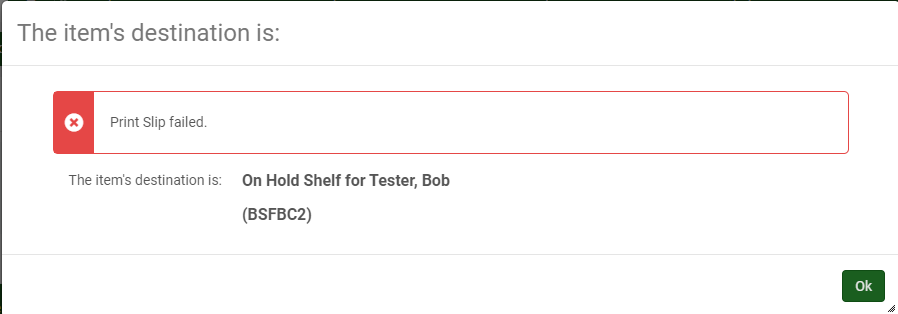 The item's destination is:
Print Slip failed.
The item's destination is: On Hold Shelf for Tester, Bob
(BSFBC2)
Ok